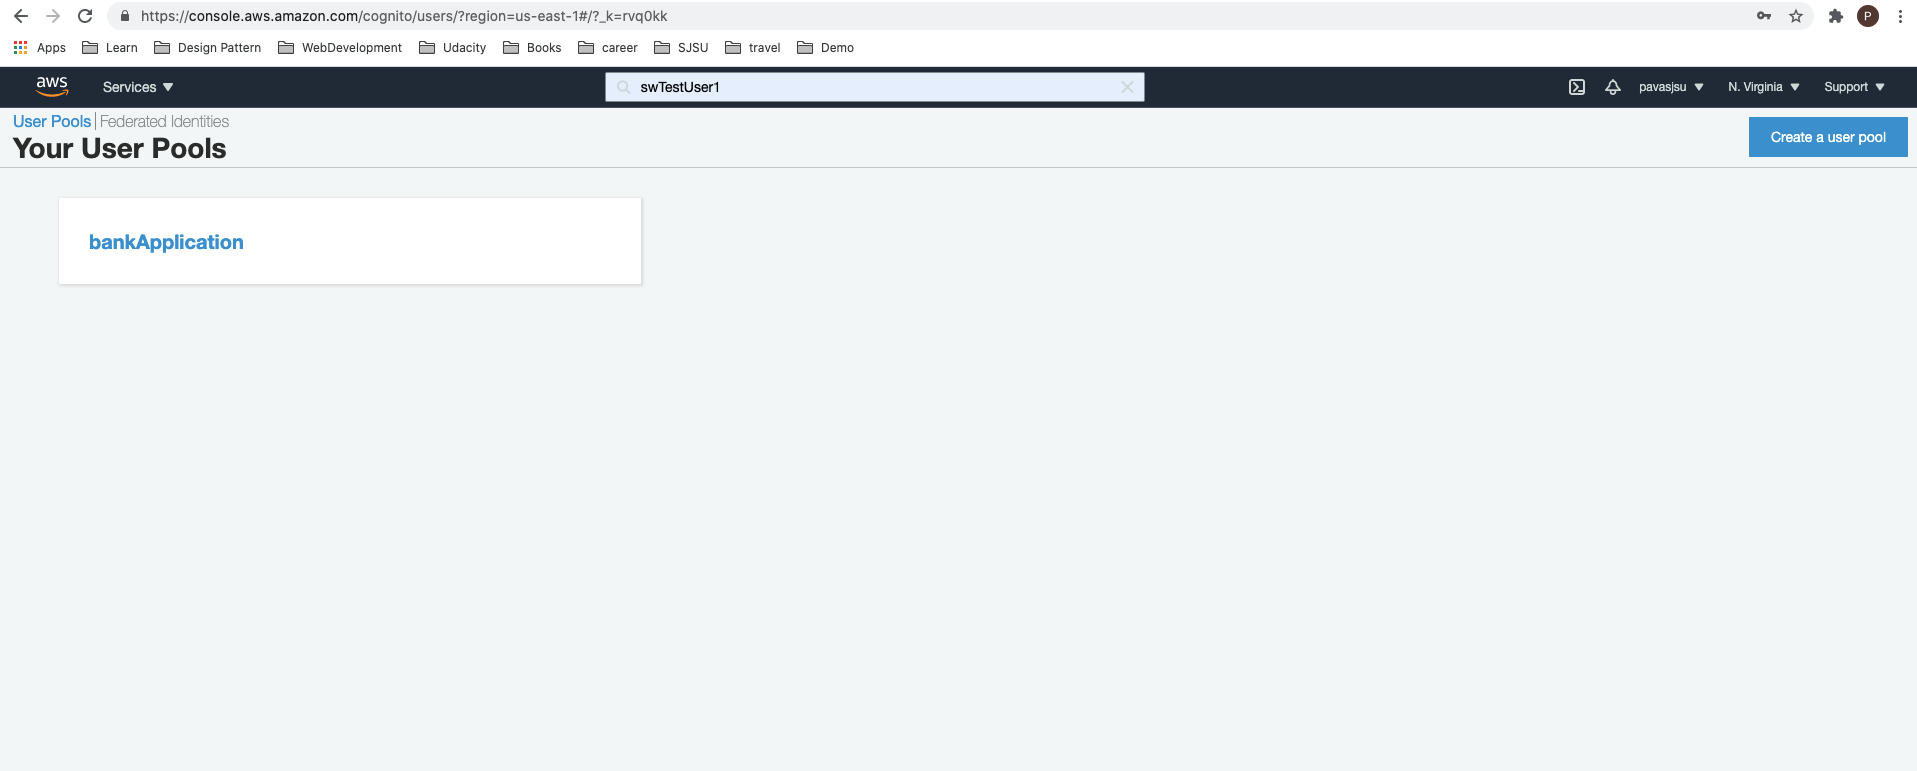 https://console.aws.amazon.com/cognito/users/?region=us-east-1#/?_k=rvq0kk
P
Apps Learn Design Pattern WebDevelopment Udacity Books career SJSU travel Demo
aws Services swTestUser1 pavasjsu N. Virginia Support
User Pools | Federated Identities
Your User Pools
Create a user pool
bankApplication